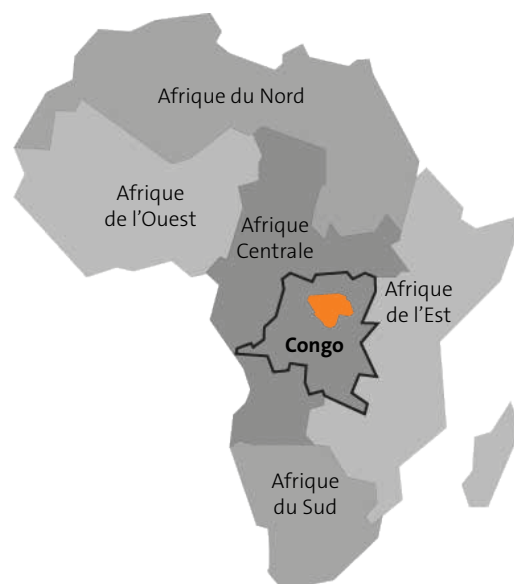 Afrique du Nord
Afrique
de l’Ouest
Afrique
Centrale
Afrique
de l’Est
Congo
Afrique
du Sud